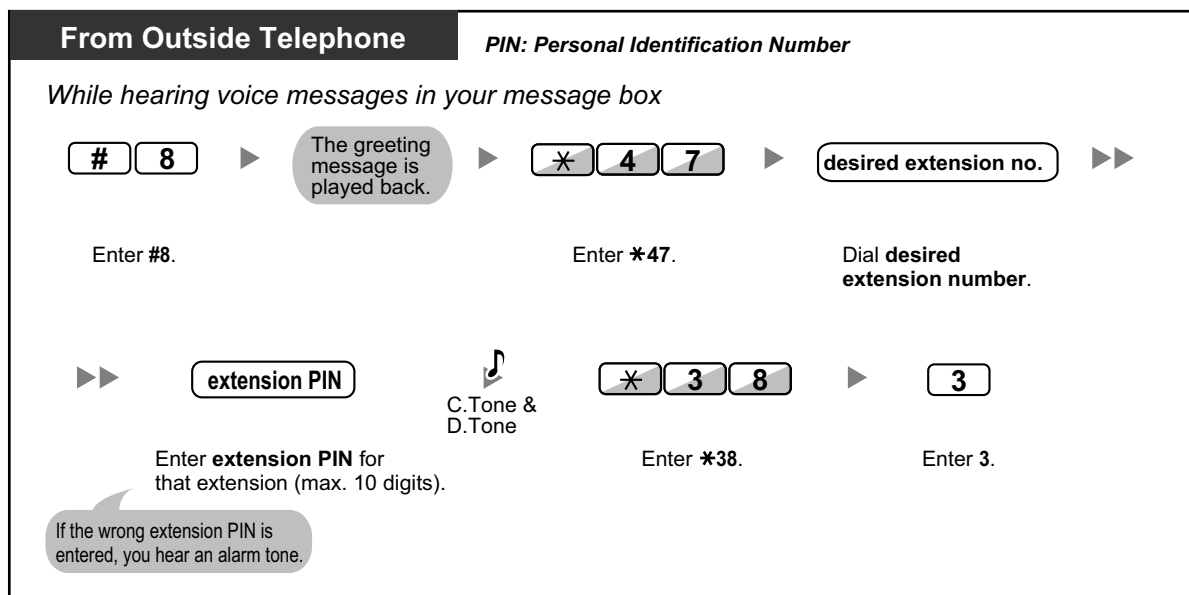 From Outside Telephone
PIN: Personal Identification Number
While hearing voice messages in your message box
# 8
The greeting
message is
played back.
* 4 7
desired extension no.
Enter #8.
Enter *47.
Dial desired
extension number.
extension PIN
C.Tone &
D.Tone
* 3 8
3
Enter extension PIN for
that extension (max. 10 digits).
Enter *38.
Enter 3.
If the wrong extension PIN is
entered, you hear an alarm tone.